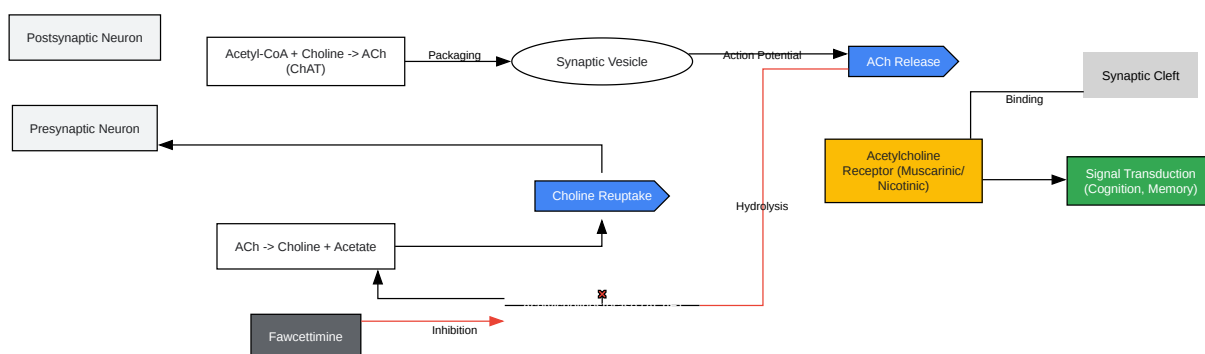 Postsynaptic Neuron
Acetyl-CoA + Choline -> ACh
(ChAT)
Packaging
Synaptic Vesicle
Action Potential
ACh Release
Synaptic Cleft
Binding
Presynaptic Neuron
Acetylcholine
Receptor (Muscarinic/
Nicotinic)
Signal Transduction
(Cognition, Memory)
Choline Reuptake
Hydrolysis
ACh -> Choline + Acetate
Fawcettimine
Inhibition